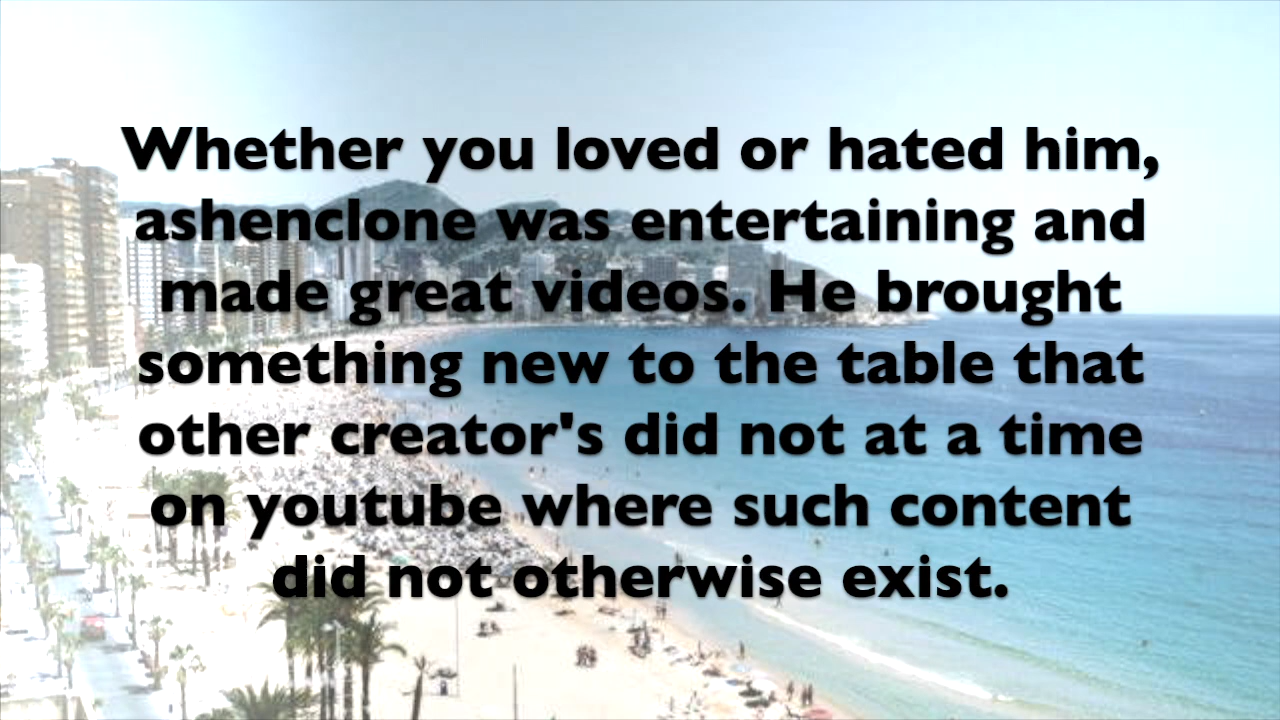 Whether you loved or hated him,
ashenclone was entertaining and
made great videos. He brought
something new to the table that
other creator's did not at a time
on youtube where such content
did not otherwise exist.